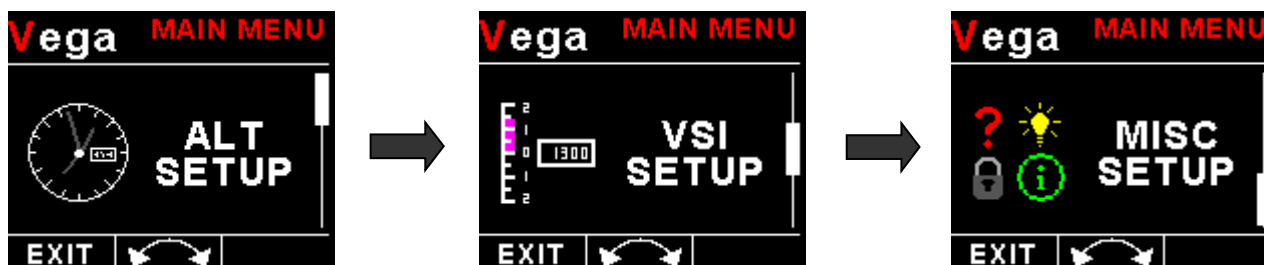 Vega MAIN MENU
ALT
SETUP
EXIT
Vega MAIN MENU
2
1
0
1
2
1300
VSI
SETUP
EXIT
Vega MAIN MENU
?
i
MISC
SETUP
EXIT